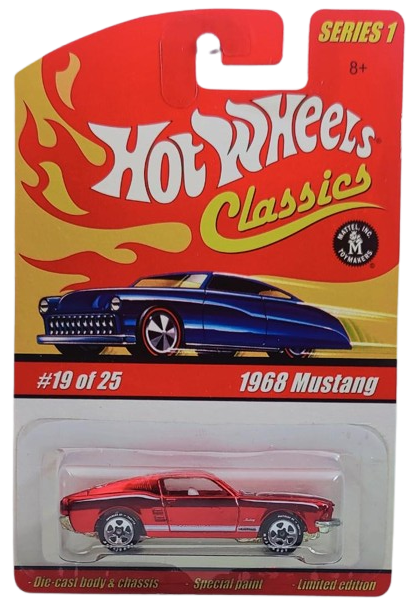 SERIES 1
8+
Hot Wheels
Classics
MATTEL, INC.
M
TOYMAKERS
#19 of 25
1968 Mustang
- Die-cast body & chassis - Special paint - Limited edition